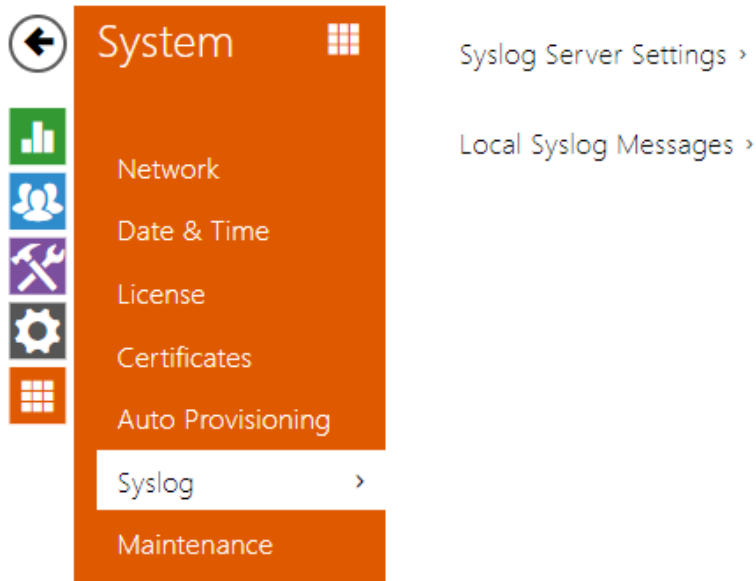 System
Network
Date & Time
License
Certificates
Auto Provisioning
Syslog ›
Maintenance
Syslog Server Settings ›
Local Syslog Messages ›